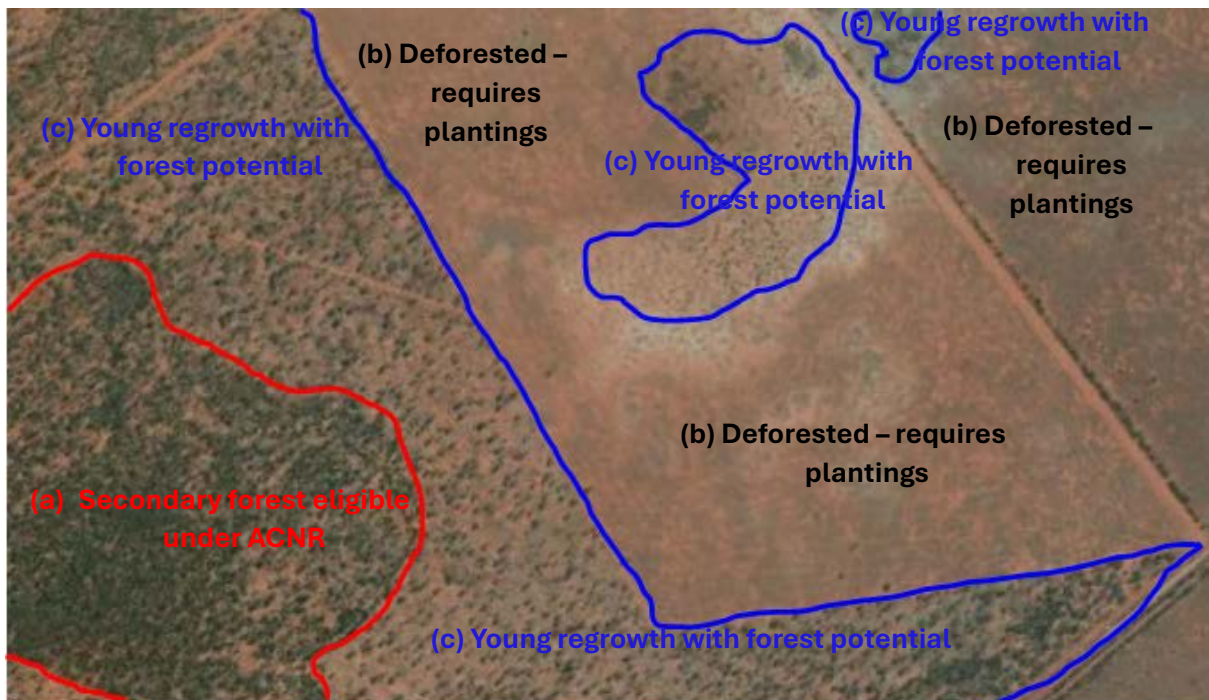 (c) Young regrowth with
forest potential
(b) Deforested –
requires
plantings
(c) Young regrowth with
forest potential
(b) Deforested –
requires
plantings
(c) Young regrowth with
forest potential
(b) Deforested – requires
plantings
(a) Secondary forest eligible
under ACNR
(c) Young regrowth with forest potential